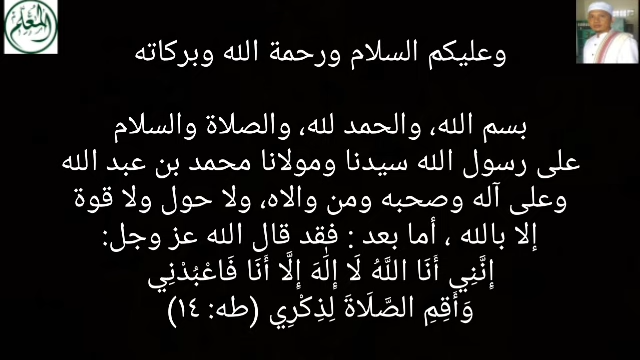 المعلم
وعليكم السلام ورحمة الله وبركاته
بسم الله، والحمد لله، والصلاة والسلام
على رسول الله سيدنا ومولانا محمد بن عبد الله
وعلى آله وصحبه ومن والاه، ولا حول ولا قوة
إلا بالله ، أما بعد : فقد قال الله عز وجل:
إِنَّنِي أَنَا اللَّهُ لَا إِلَٰهَ إِلَّا أَنَا فَاعْبُدْنِي
وَأَقِمِ الصَّلَاةَ لِذِكْرِي (طه: ١٤)